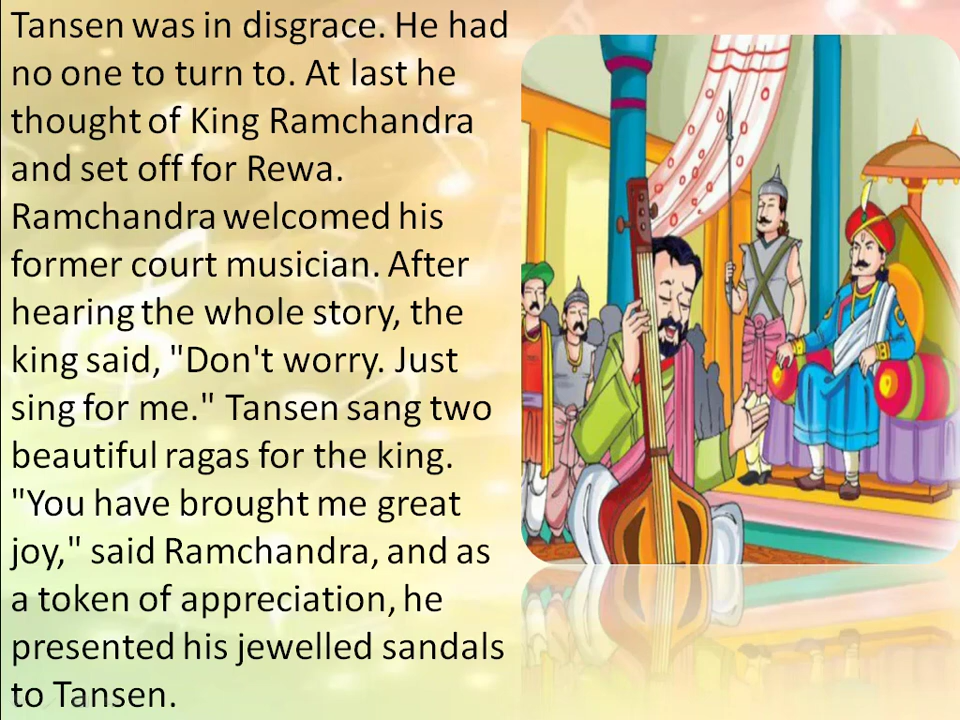 Tansen was in disgrace. He had
no one to turn to. At last he
thought of King Ramchandra
and set off for Rewa.
Ramchandra welcomed his
former court musician. After
hearing the whole story, the
king said, "Don't worry. Just
sing for me." Tansen sang two
beautiful ragas for the king.
"You have brought me great
joy," said Ramchandra, and as
a token of appreciation, he
presented his jewelled sandals
to Tansen.